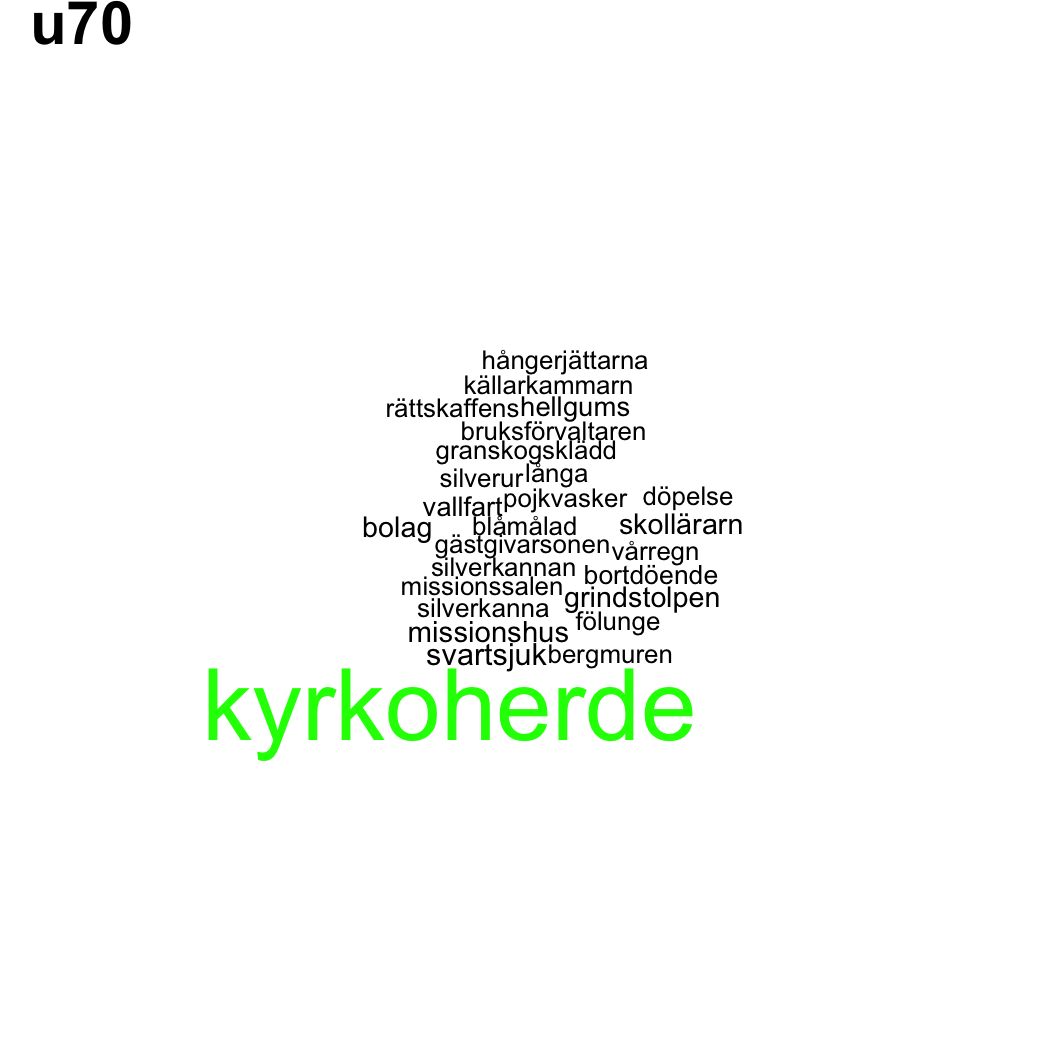 u70
hångerjättarna
källarkammarn
rättskaffens hellgums
bruksförvaltaren
granskogsklädd
silverur långa
vallfart pojkvasker döpelse
bolag blåmålad skollärarn
gästgivarsonen vårregn
silverkannan bortdöende
missionssalen grindstolpen
silverkanna fölunge
missionshus
svartsjuk bergmuren
kyrkoherde